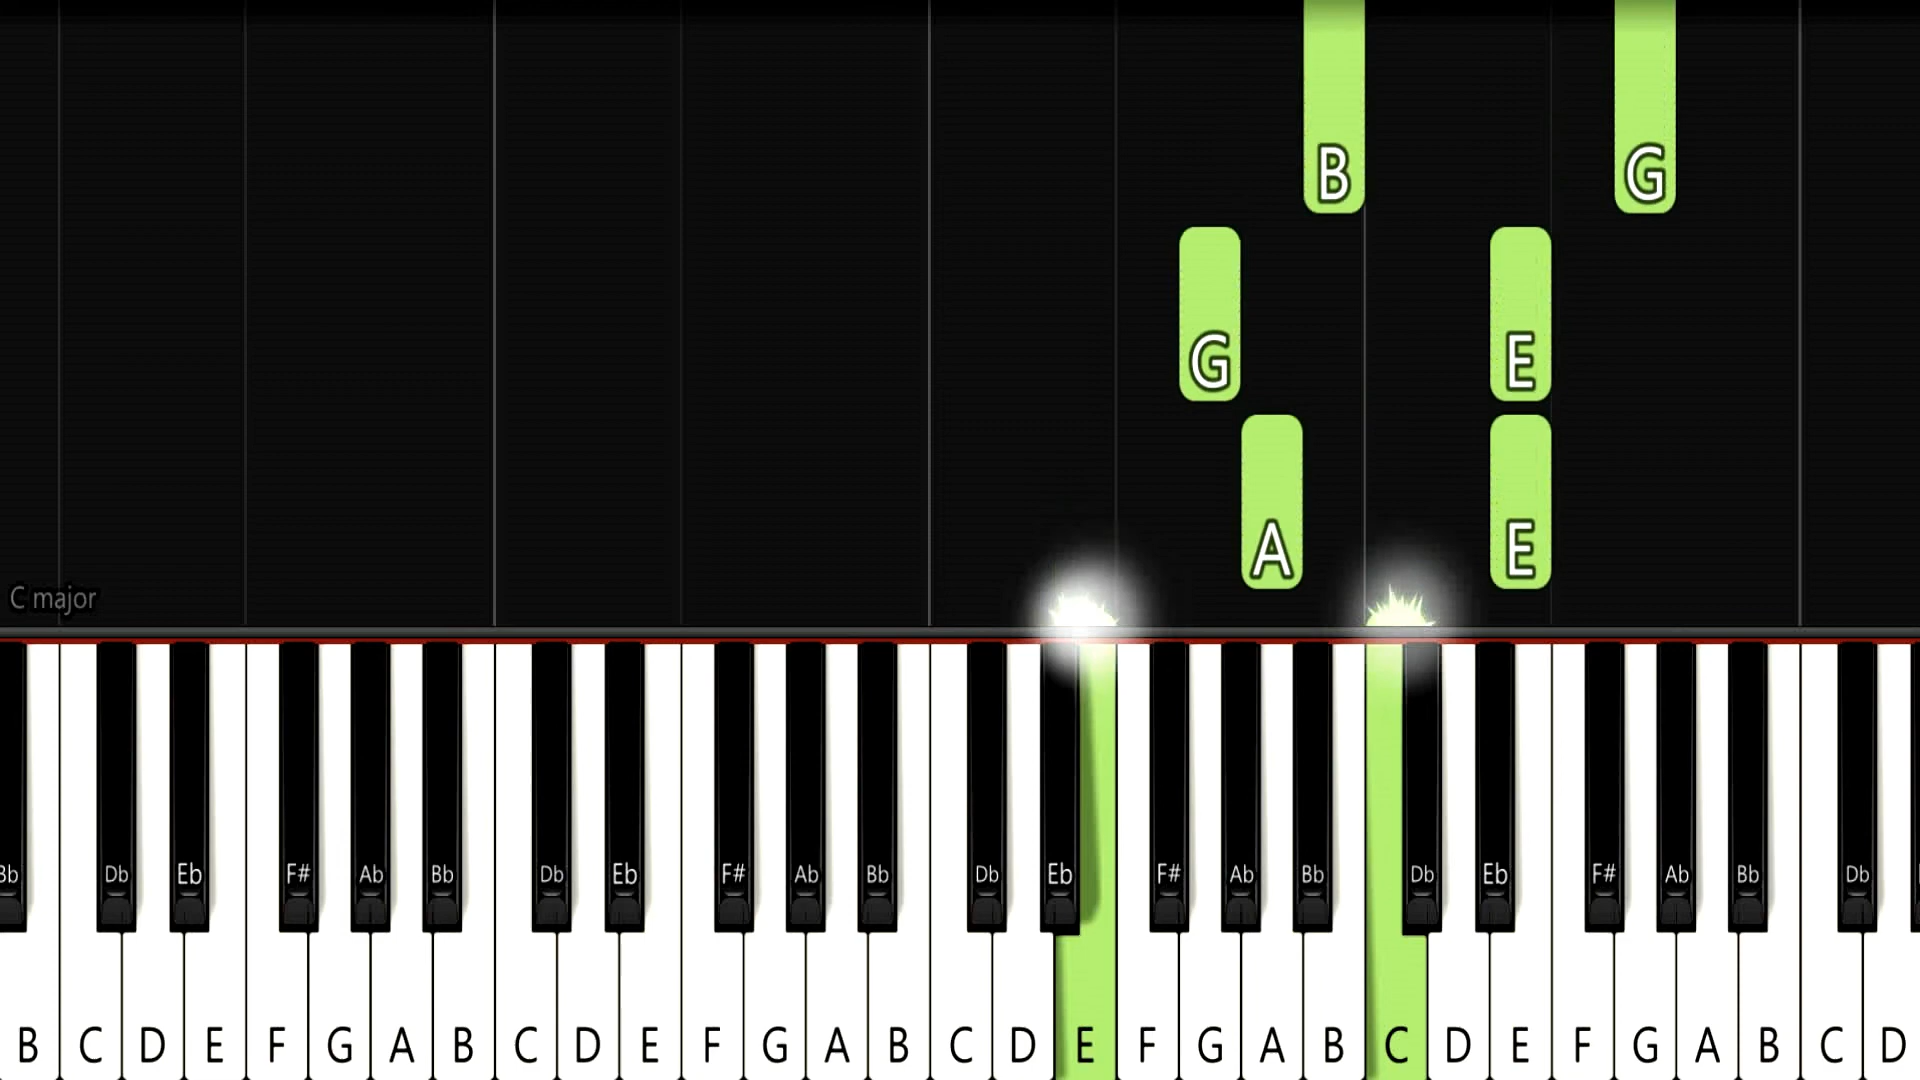 B G
G E
A E
C major
Bb Db Eb F# Ab Bb Db Eb F# Ab Bb Db Eb F# Ab Bb Db Eb F# Ab Bb Db
B C D E F G A B C D E F G A B C D E F G A B C D E F G A B C D